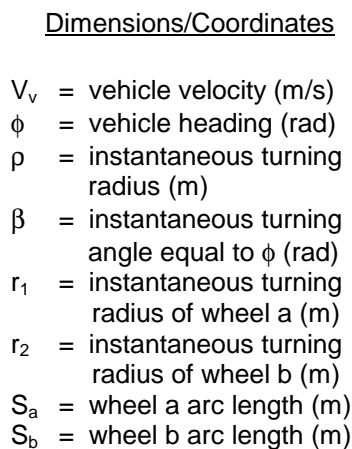 Dimensions/Coordinates
Vᵥ = vehicle velocity (m/s)
ϕ = vehicle heading (rad)
ρ = instantaneous turning
radius (m)
β = instantaneous turning
angle equal to ϕ (rad)
r₁ = instantaneous turning
radius of wheel a (m)
r₂ = instantaneous turning
radius of wheel b (m)
Sₐ = wheel a arc length (m)
S_b = wheel b arc length (m)